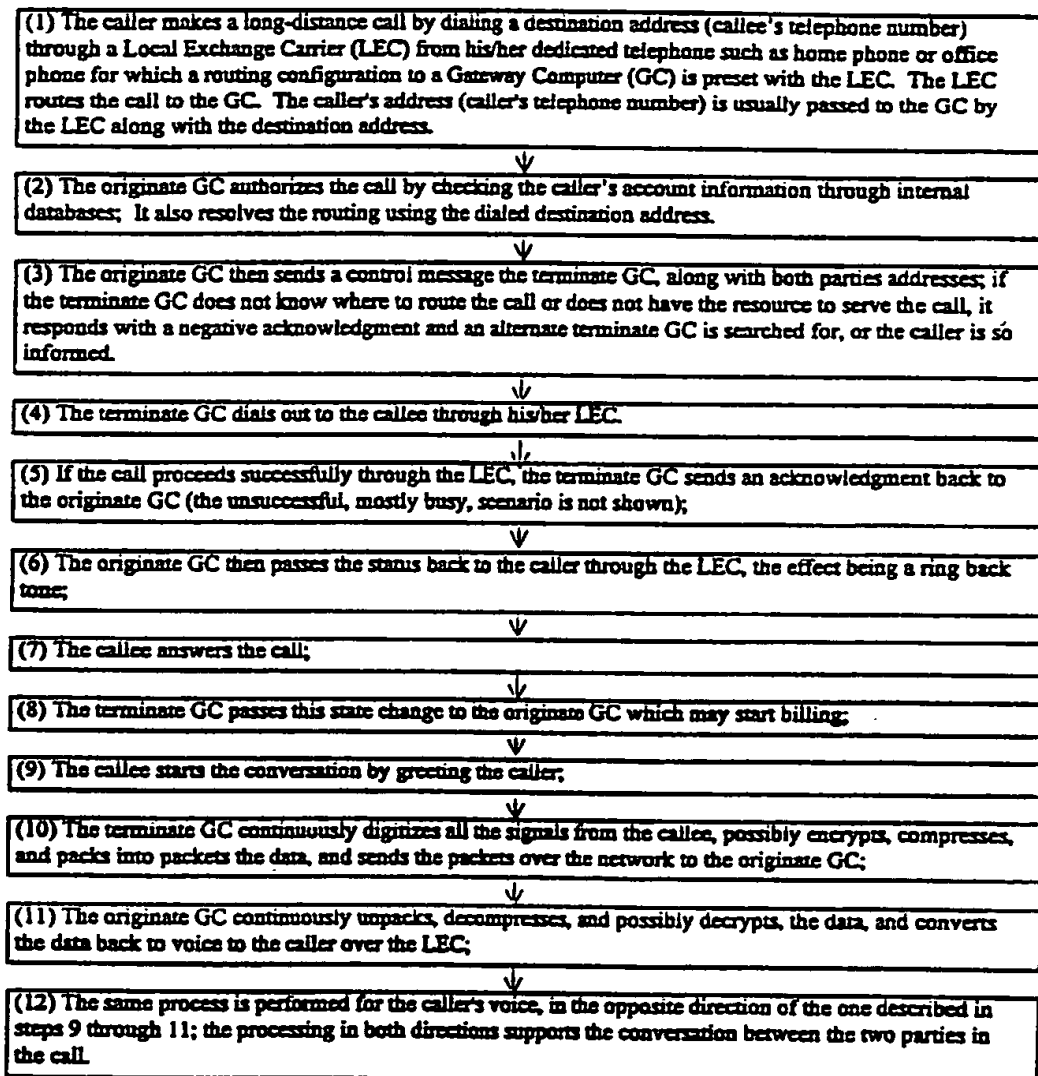 (1) The caller makes a long-distance call by dialing a destination address (callee's telephone number)
through a Local Exchange Carrier (LEC) from his/her dedicated telephone such as home phone or office
phone for which a routing configuration to a Gateway Computer (GC) is preset with the LEC. The LEC
routes the call to the GC. The caller's address (caller's telephone number) is usually passed to the GC by
the LEC along with the destination address.
(2) The originate GC authorizes the call by checking the caller's account information through internal
databases; It also resolves the routing using the dialed destination address.
(3) The originate GC then sends a control message the terminate GC, along with both parties addresses; if
the terminate GC does not know where to route the call or does not have the resource to serve the call, it
responds with a negative acknowledgment and an alternate terminate GC is searched for, or the caller is so
informed.
(4) The terminate GC dials out to the callee through his/her LEC.
(5) If the call proceeds successfully through the LEC, the terminate GC sends an acknowledgment back to
the originate GC (the unsuccessful, mostly busy, scenario is not shown);
(6) The originate GC then passes the status back to the caller through the LEC, the effect being a ring back
tone;
(7) The callee answers the call;
(8) The terminate GC passes this state change to the originate GC which may start billing;
(9) The callee starts the conversation by greeting the caller;
(10) The terminate GC continuously digitizes all the signals from the callee, possibly encrypts, compresses,
and packs into packets the data, and sends the packets over the network to the originate GC;
(11) The originate GC continuously unpacks, decompresses, and possibly decrypts, the data, and converts
the data back to voice to the caller over the LEC;
(12) The same process is performed for the caller's voice, in the opposite direction of the one described in
steps 9 through 11; the processing in both directions supports the conversation between the two parties in
the call.